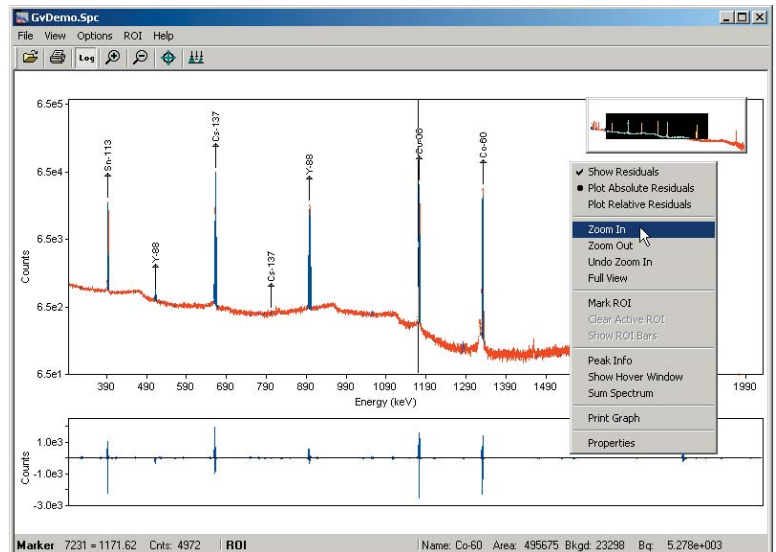 GvDemo.Spc
File View Options ROI Help
Log
6.5e5
6.5e4
6.5e3
6.5e2
6.5e1
Counts
Sn-113
Y-88
Cs-137
Y-88
Cs-137
Co-60
Co-60
390 490 590 690 790 890 990 1090 1190 1290 1390 1490 1990
Energy (keV)
Show Residuals
Plot Absolute Residuals
Plot Relative Residuals
Zoom In
Zoom Out
Undo Zoom In
Full View
Mark ROI
Clear Active ROI
Show ROI Bars
Peak Info
Show Hover Window
Sum Spectrum
Print Graph
Properties
1.0e3
-1.0e3
-3.0e3
Counts
Marker 7231 = 1171.62 Cnts: 4972 ROI Name: Co-60 Area: 495675 Bkgd: 23298 Bq: 5.278e+003